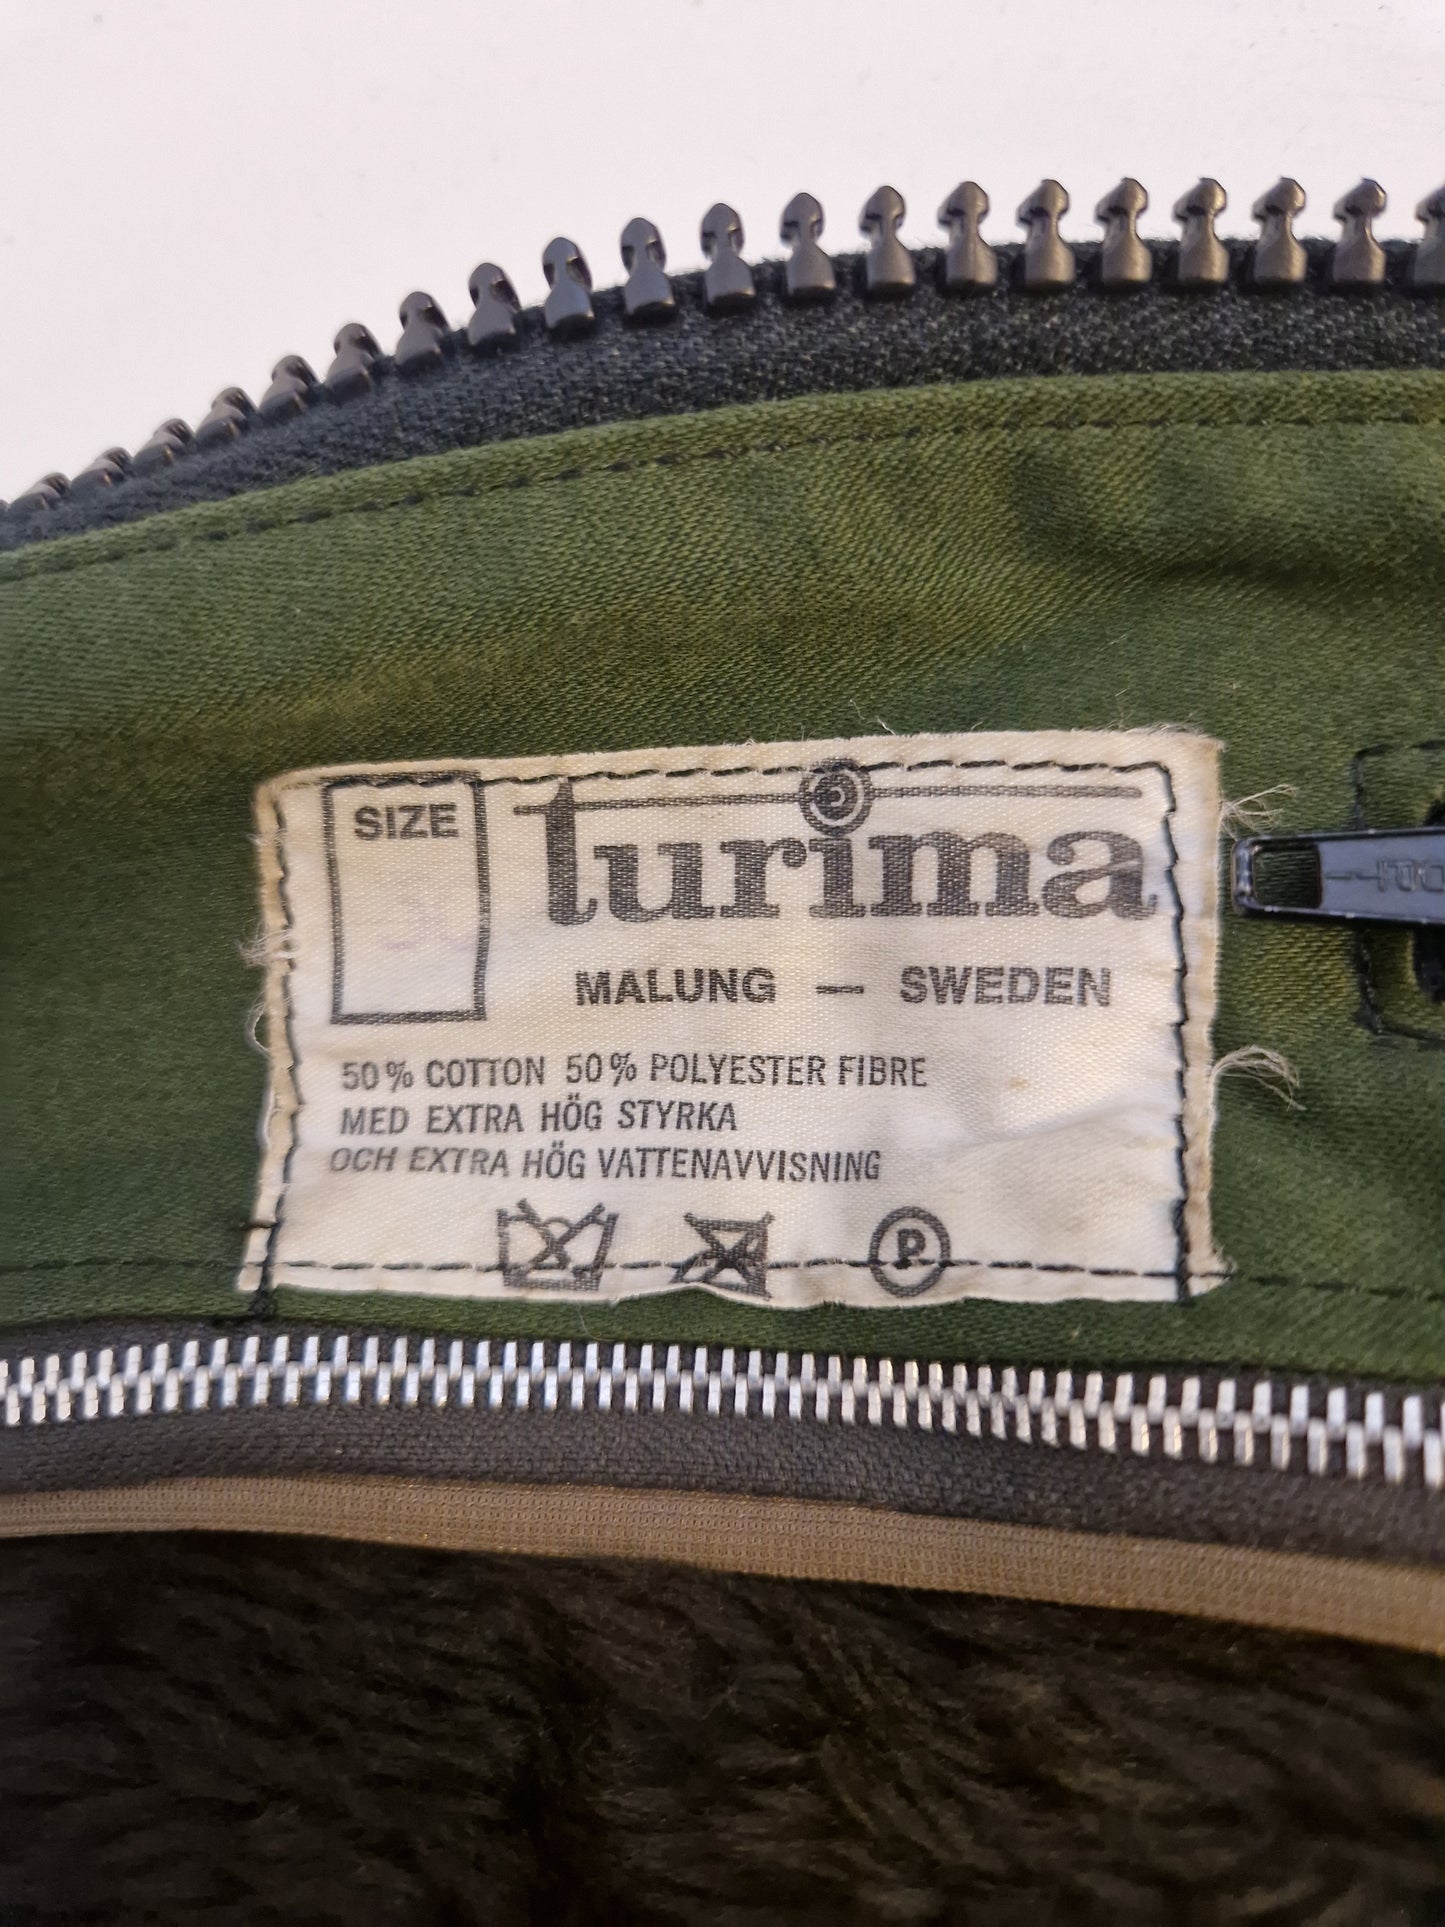 SIZE
turima
MALUNG — SWEDEN
50% COTTON 50% POLYESTER FIBRE
MED EXTRA HÖG STYRKA
OCH EXTRA HÖG VATTENAVVISNING
P